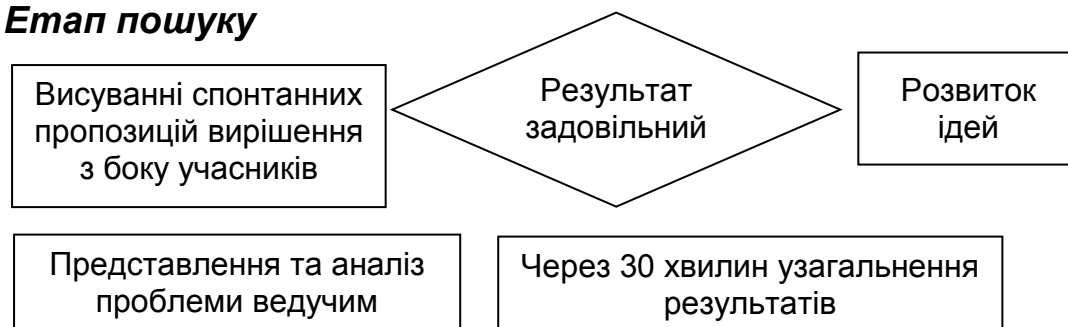 Етап пошуку
Висуванні спонтанних
пропозицій вирішення
з боку учасників
Результат
задовільний
Розвиток
ідей
Представлення та аналіз
проблеми ведучим
Через 30 хвилин узагальнення
результатів